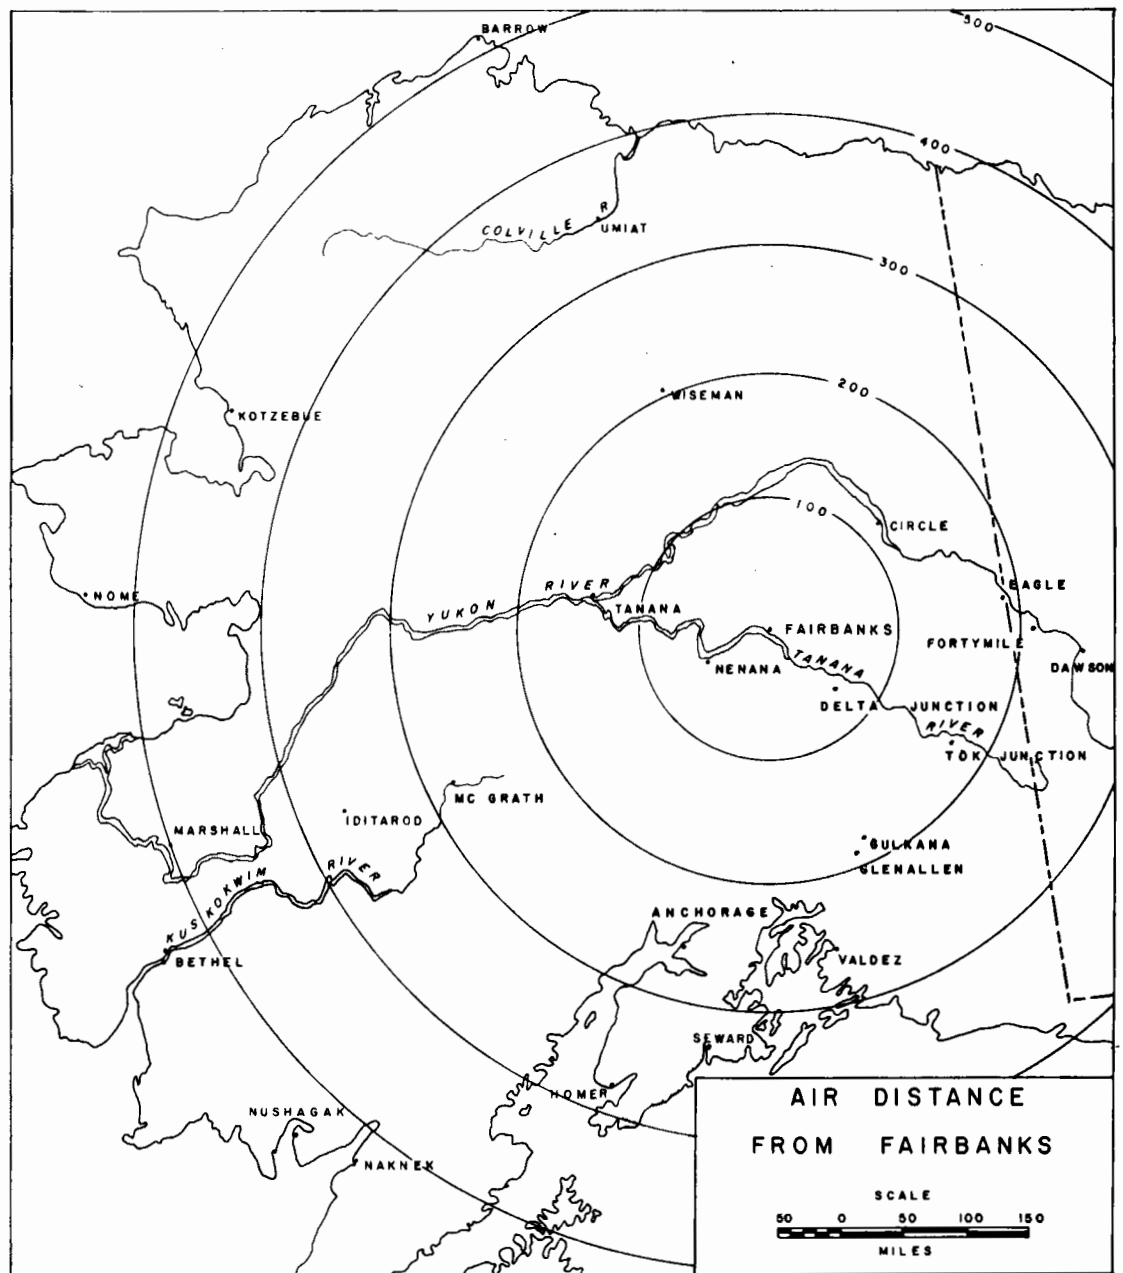 BARROW
500
400
COLVILLE R
UMIAT
300
200
WISEMAN
KOTZEBUE
100
CIRCLE
YUKON RIVER
EAGLE
NOME
TANANA
FAIRBANKS
FORTYMILE
NENANA
TANANA RIVER
DAWSON
DELTA JUNCTION
TOK JUNCTION
MC GRATH
IDITAROD
MARSHALL
GULKANA
GLENALLEN
KUSKOKWIM RIVER
ANCHORAGE
BETHEL
VALDEZ
SEWARD
HOMER
NUSHAGAK
NAKNEK
AIR DISTANCE
FROM FAIRBANKS
SCALE
50 0 50 100 150
MILES